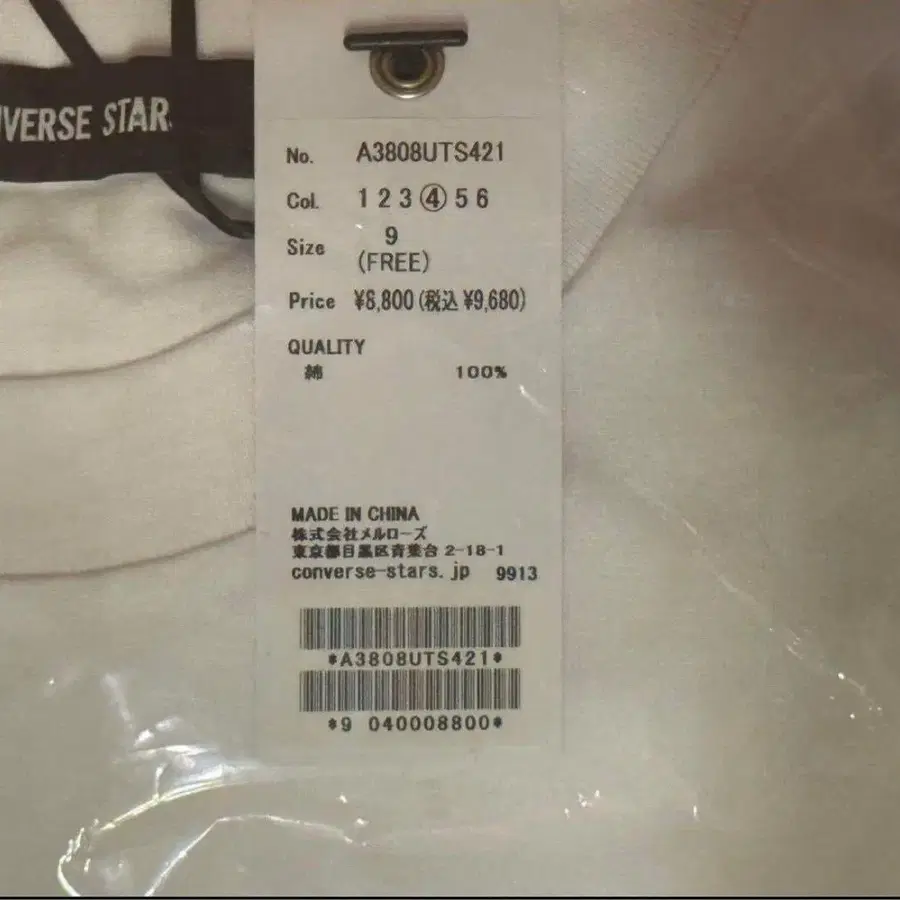 VERSE STARS
No. A3808UTS421
Col. 1 2 3 ④ 5 6
Size 9
(FREE)
Price ¥8,800(税込¥9,680)
QUALITY
綿 100%
MADE IN CHINA
株式会社メルローズ
東京都目黒区青葉台 2-18-1
converse-stars.jp 9913
*A3808UTS421*
*9 040008800*